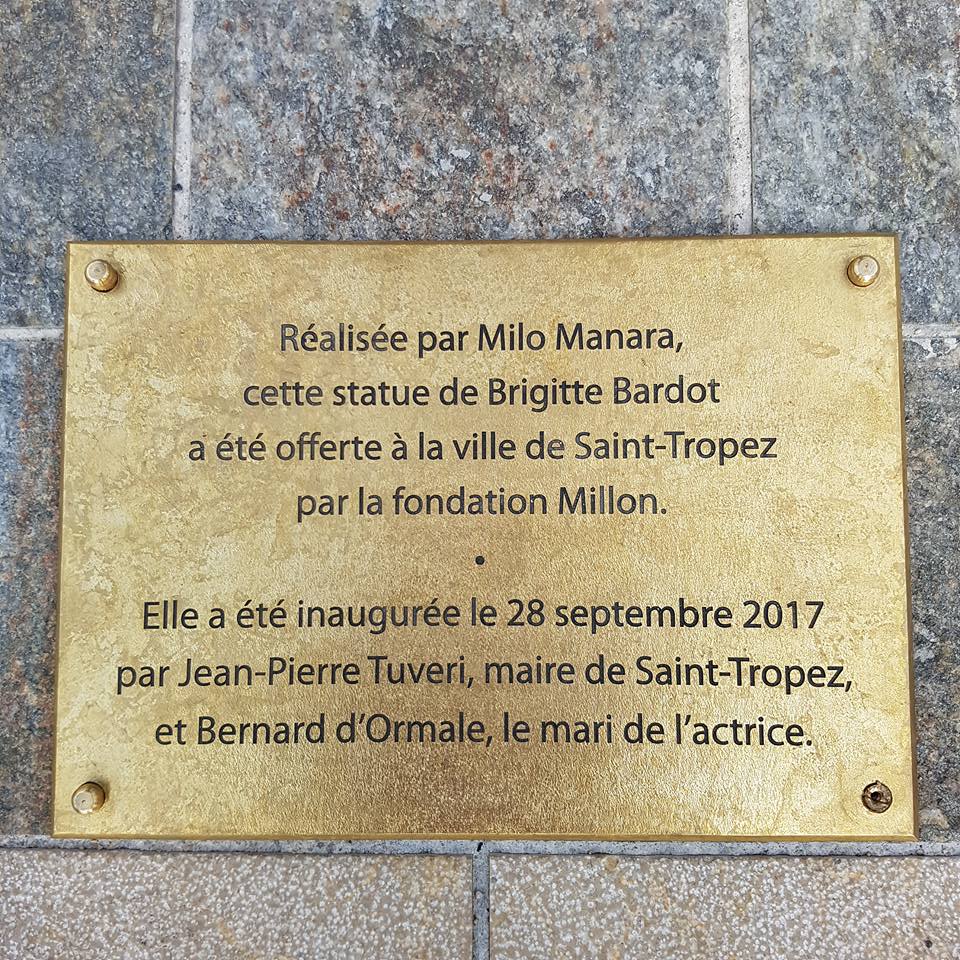 Réalisée par Milo Manara,
cette statue de Brigitte Bardot
a été offerte à la ville de Saint-Tropez
par la fondation Millon.
•
Elle a été inaugurée le 28 septembre 2017
par Jean-Pierre Tuveri, maire de Saint-Tropez,
et Bernard d’Ormale, le mari de l’actrice.